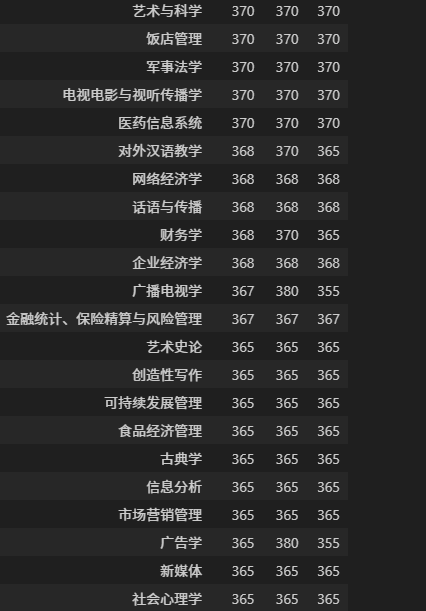 艺术与科学 370 370 370
饭店管理 370 370 370
军事法学 370 370 370
电视电影与视听传播学 370 370 370
医药信息系统 370 370 370
对外汉语教学 368 370 365
网络经济学 368 368 368
话语与传播 368 368 368
财务学 368 370 365
企业经济学 368 368 368
广播电视学 367 380 355
金融统计、保险精算与风险管理 367 367 367
艺术史论 365 365 365
创造性写作 365 365 365
可持续发展管理 365 365 365
食品经济管理 365 365 365
古典学 365 365 365
信息分析 365 365 365
市场营销管理 365 365 365
广告学 365 380 355
新媒体 365 365 365
社会心理学 365 365 365